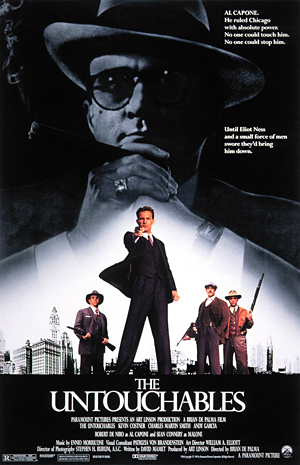 AL CAPONE.
He ruled Chicago
with absolute power.
No one could touch him.
No one could stop him.
Until Eliot Ness
and a small force of men
swore they'd bring
him down.
THE
UNTOUCHABLES
PARAMOUNT PICTURES PRESENTS AN ART LINSON PRODUCTION A BRIAN DE PALMA FILM
THE UNTOUCHABLES KEVIN COSTNER CHARLES MARTIN SMITH ANDY GARCIA
ROBERT DE NIRO as AL CAPONE and SEAN CONNERY as MALONE
Music by ENNIO MORRICONE Visual Consultant PATRIZIA VON BRANDENSTEIN Art Director WILLIAM A. ELLIOTT
Director of Photography STEPHEN H. BURUM, A.S.C. Written by DAVID MAMET Produced by ART LINSON Directed by BRIAN DE PALMA
R
DOLBY STEREO
A PARAMOUNT PICTURE